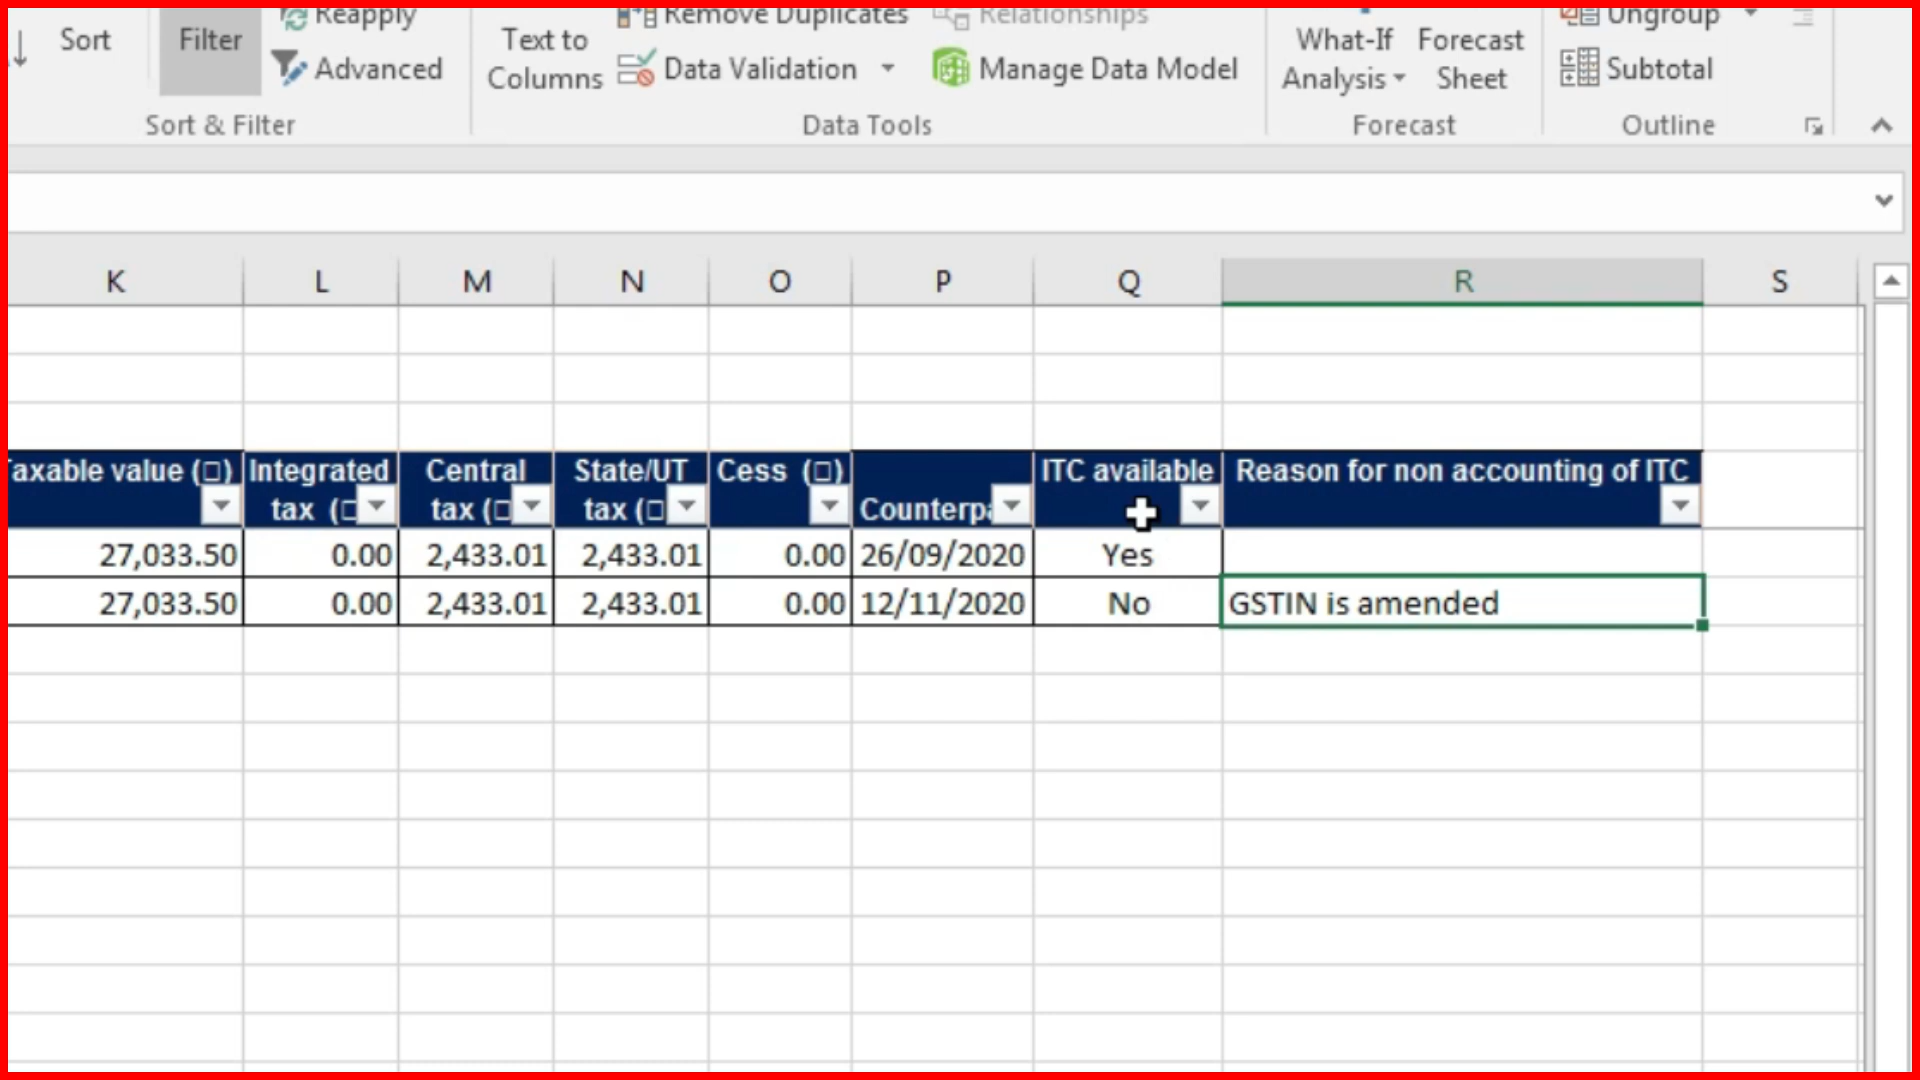 Sort Filter Reapply
Advanced
Text to Columns
Remove Duplicates
Data Validation
Relationships
Manage Data Model
What-If Analysis
Forecast Sheet
Ungroup
Subtotal
Sort & Filter Data Tools Forecast Outline
K L M N O P Q R S
Taxable value (□) Integrated tax (□ Central tax (□ State/UT tax (□ Cess (□) Counterpa ITC available Reason for non accounting of ITC
27,033.50 0.00 2,433.01 2,433.01 0.00 26/09/2020 Yes
27,033.50 0.00 2,433.01 2,433.01 0.00 12/11/2020 No GSTIN is amended